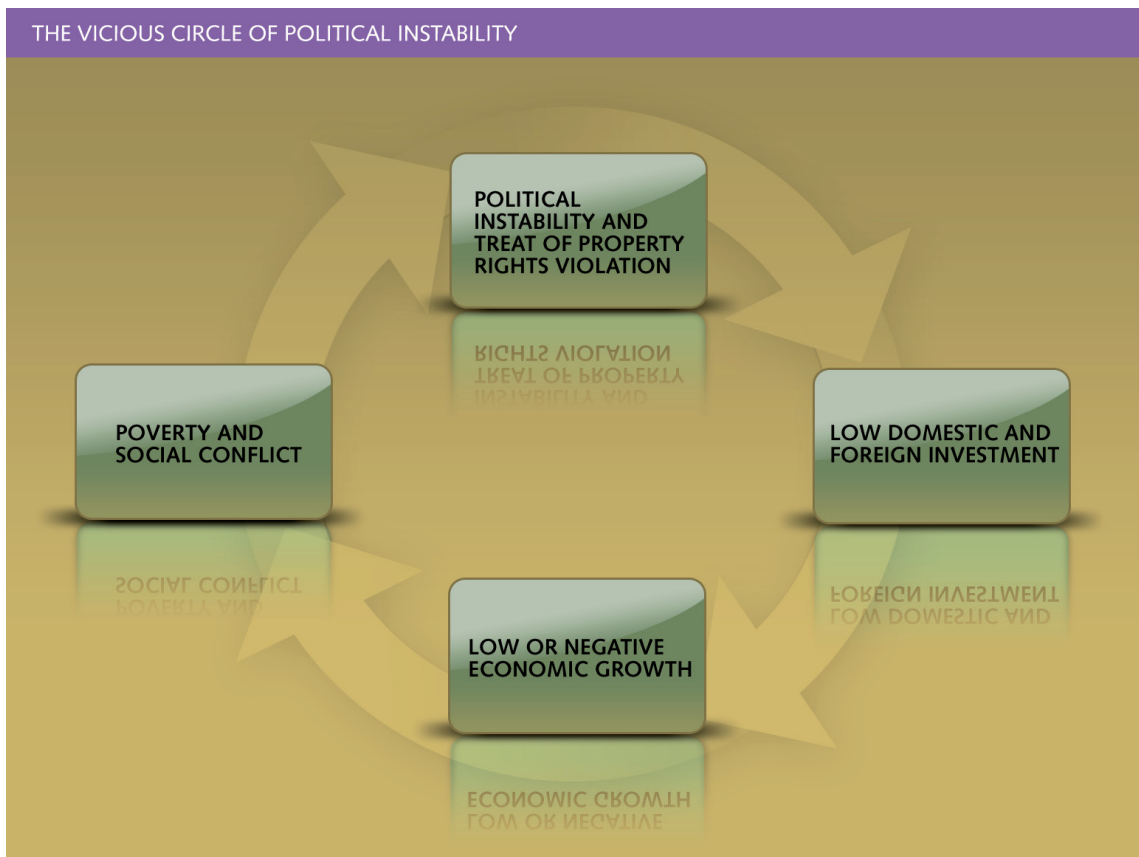 THE VICIOUS CIRCLE OF POLITICAL INSTABILITY
POLITICAL
INSTABILITY AND
TREAT OF PROPERTY
RIGHTS VIOLATION
POVERTY AND
SOCIAL CONFLICT
LOW DOMESTIC AND
FOREIGN INVESTMENT
LOW OR NEGATIVE
ECONOMIC GROWTH